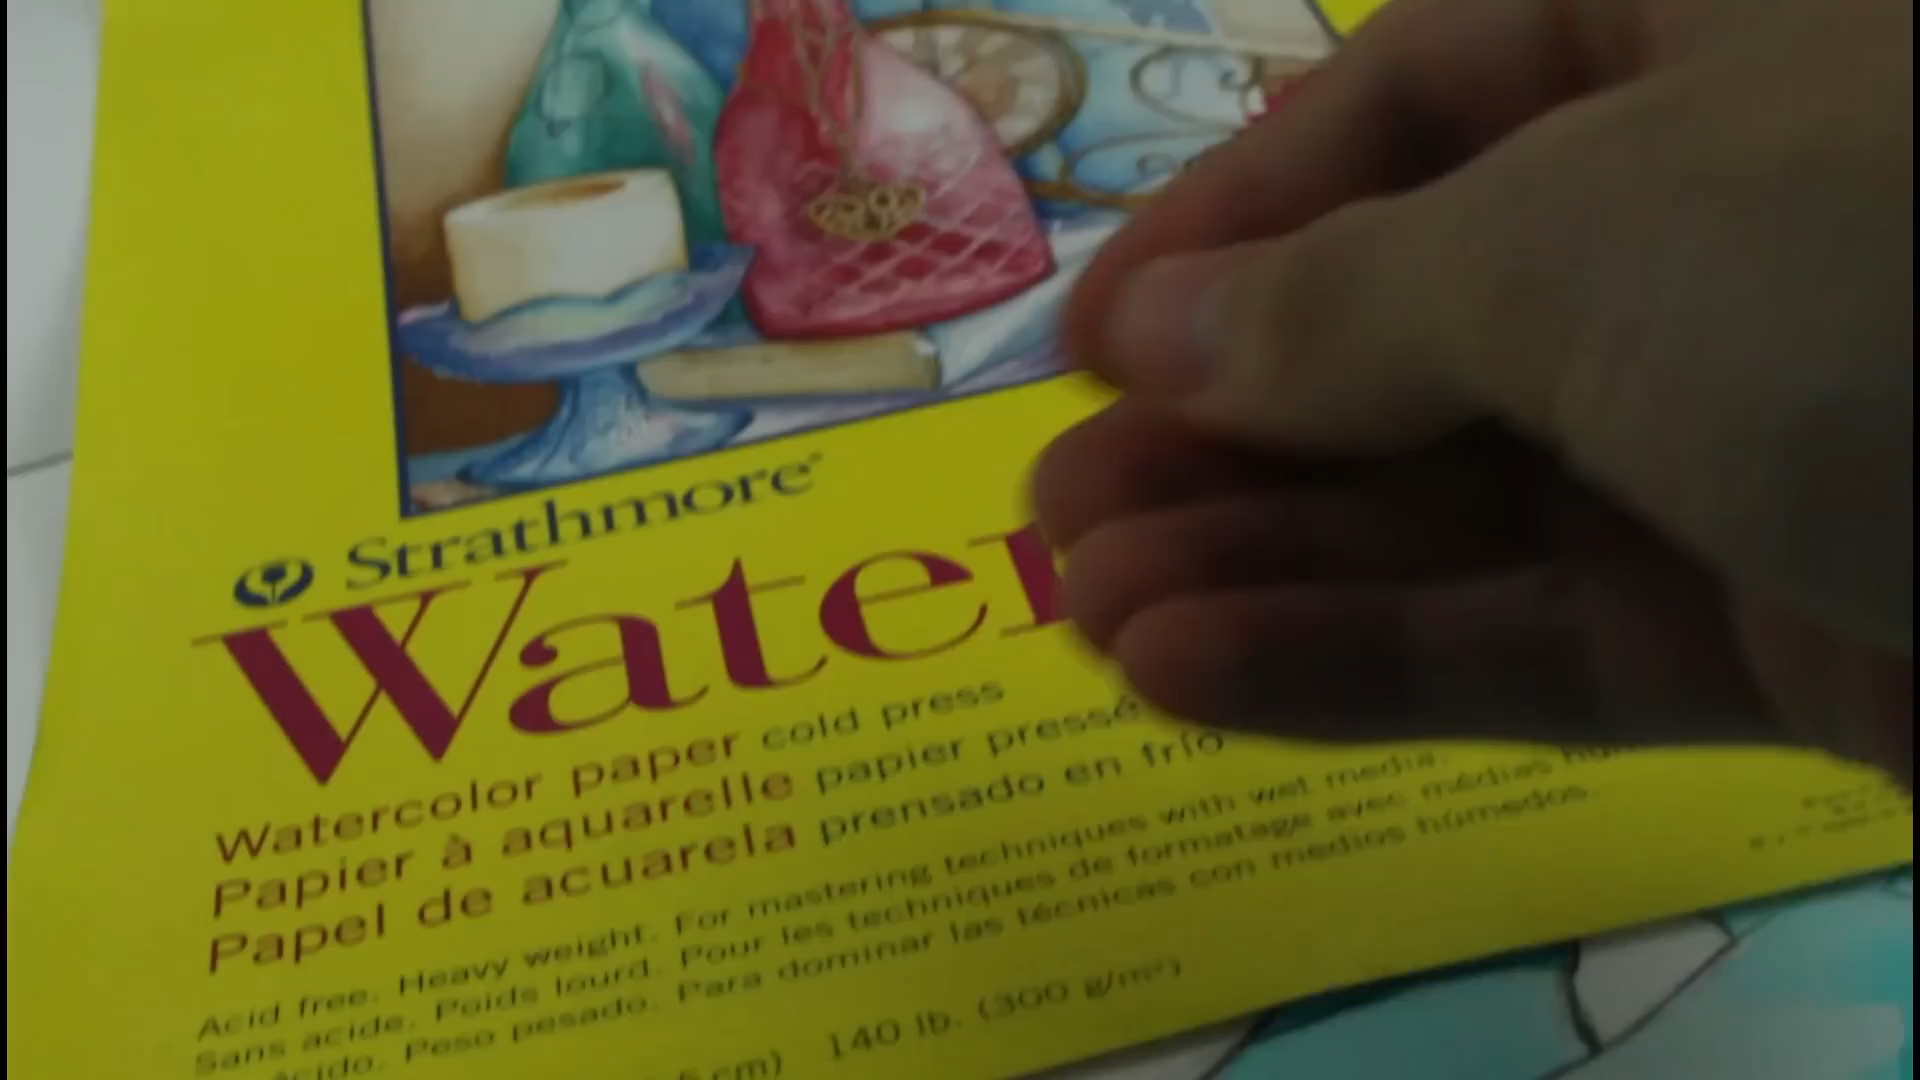 Strathmore®
Water
Watercolor paper cold press
Papier à aquarelle papier pressé
Papel de acuarela prensado en frío
Acid free. Heavy weight. For mastering techniques with wet media.
Sans acide. Poids lourd. Pour les techniques de formatage avec médias
Peso pesado. Para dominar las técnicas con medios húmedos.
cm) 140 lb. (300 g/m²)